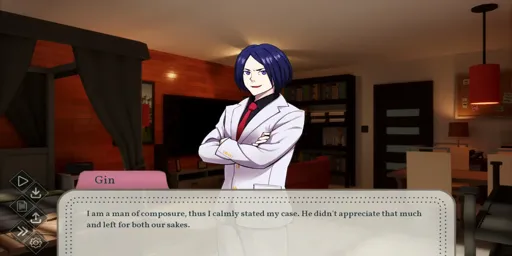 Gin
I am a man of composure, thus I calmly stated my case. He didn't appreciate that much
and left for both our sakes.